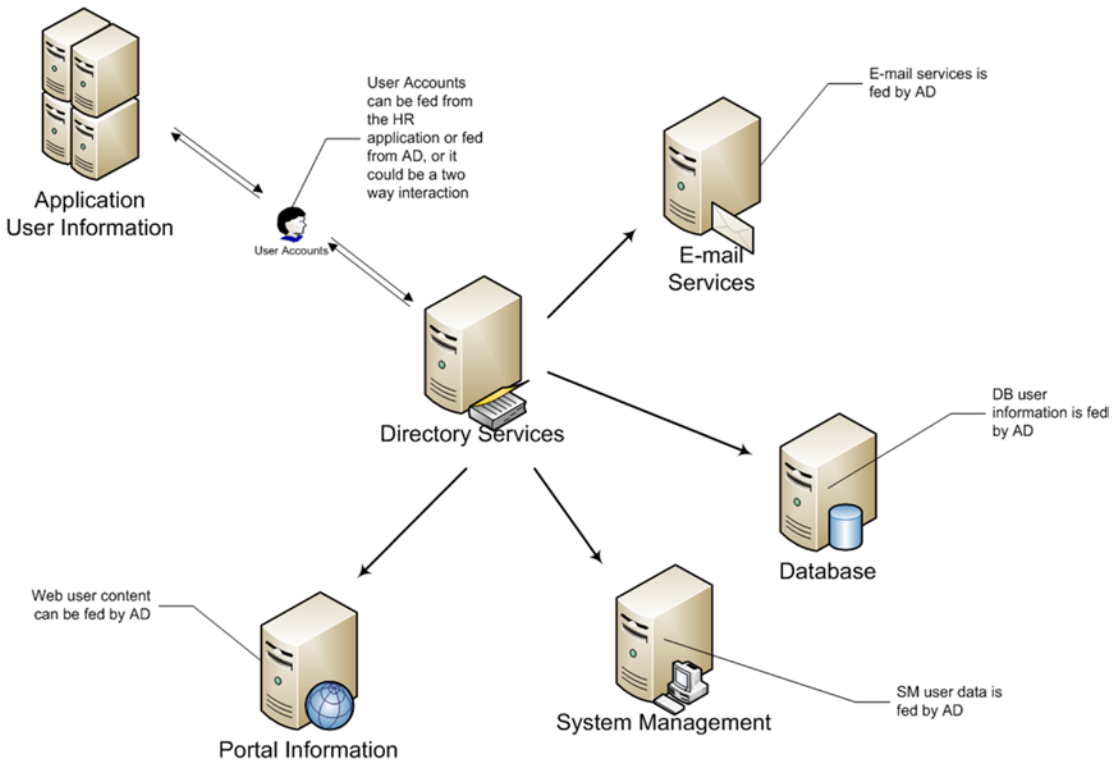 User Accounts
can be fed from
the HR
application or fed
from AD, or it
could be a two
way interaction
E-mail services is
fed by AD
Application
User Information
User Accounts
E-mail
Services
DB user
information is fed
by AD
Directory Services
Database
Web user content
can be fed by AD
SM user data is
fed by AD
System Management
Portal Information